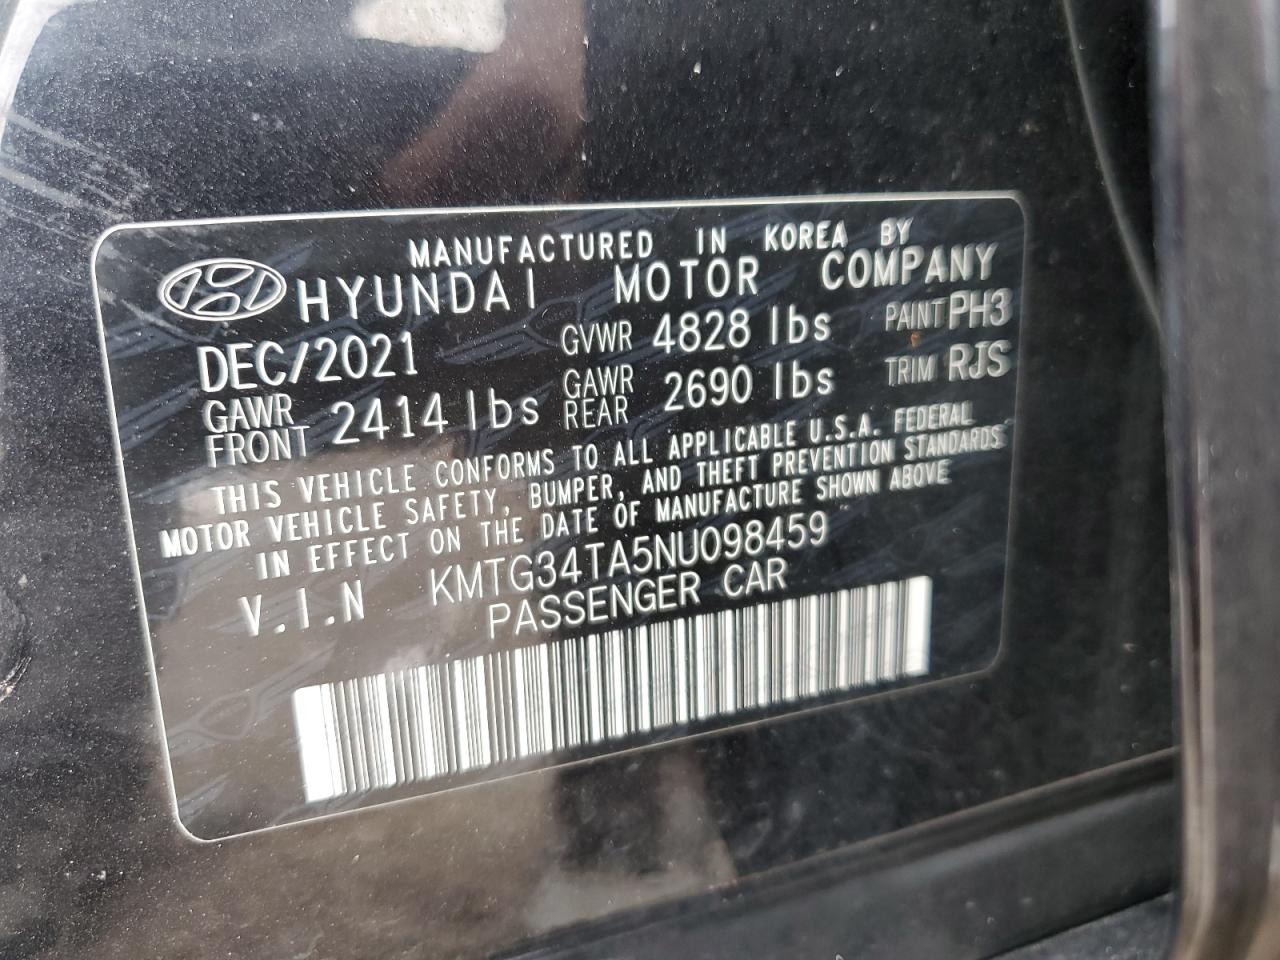 MANUFACTURED IN KOREA BY
HYUNDAI MOTOR COMPANY
DEC/2021 GVWR 4828 lbs PAINT PH3
GAWR FRONT 2414 lbs GAWR REAR 2690 lbs TRIM RJS
THIS VEHICLE CONFORMS TO ALL APPLICABLE U.S.A. FEDERAL
MOTOR VEHICLE SAFETY, BUMPER, AND THEFT PREVENTION STANDARDS
IN EFFECT ON THE DATE OF MANUFACTURE SHOWN ABOVE
V.I.N KMTG34TA5NU098459
PASSENGER CAR